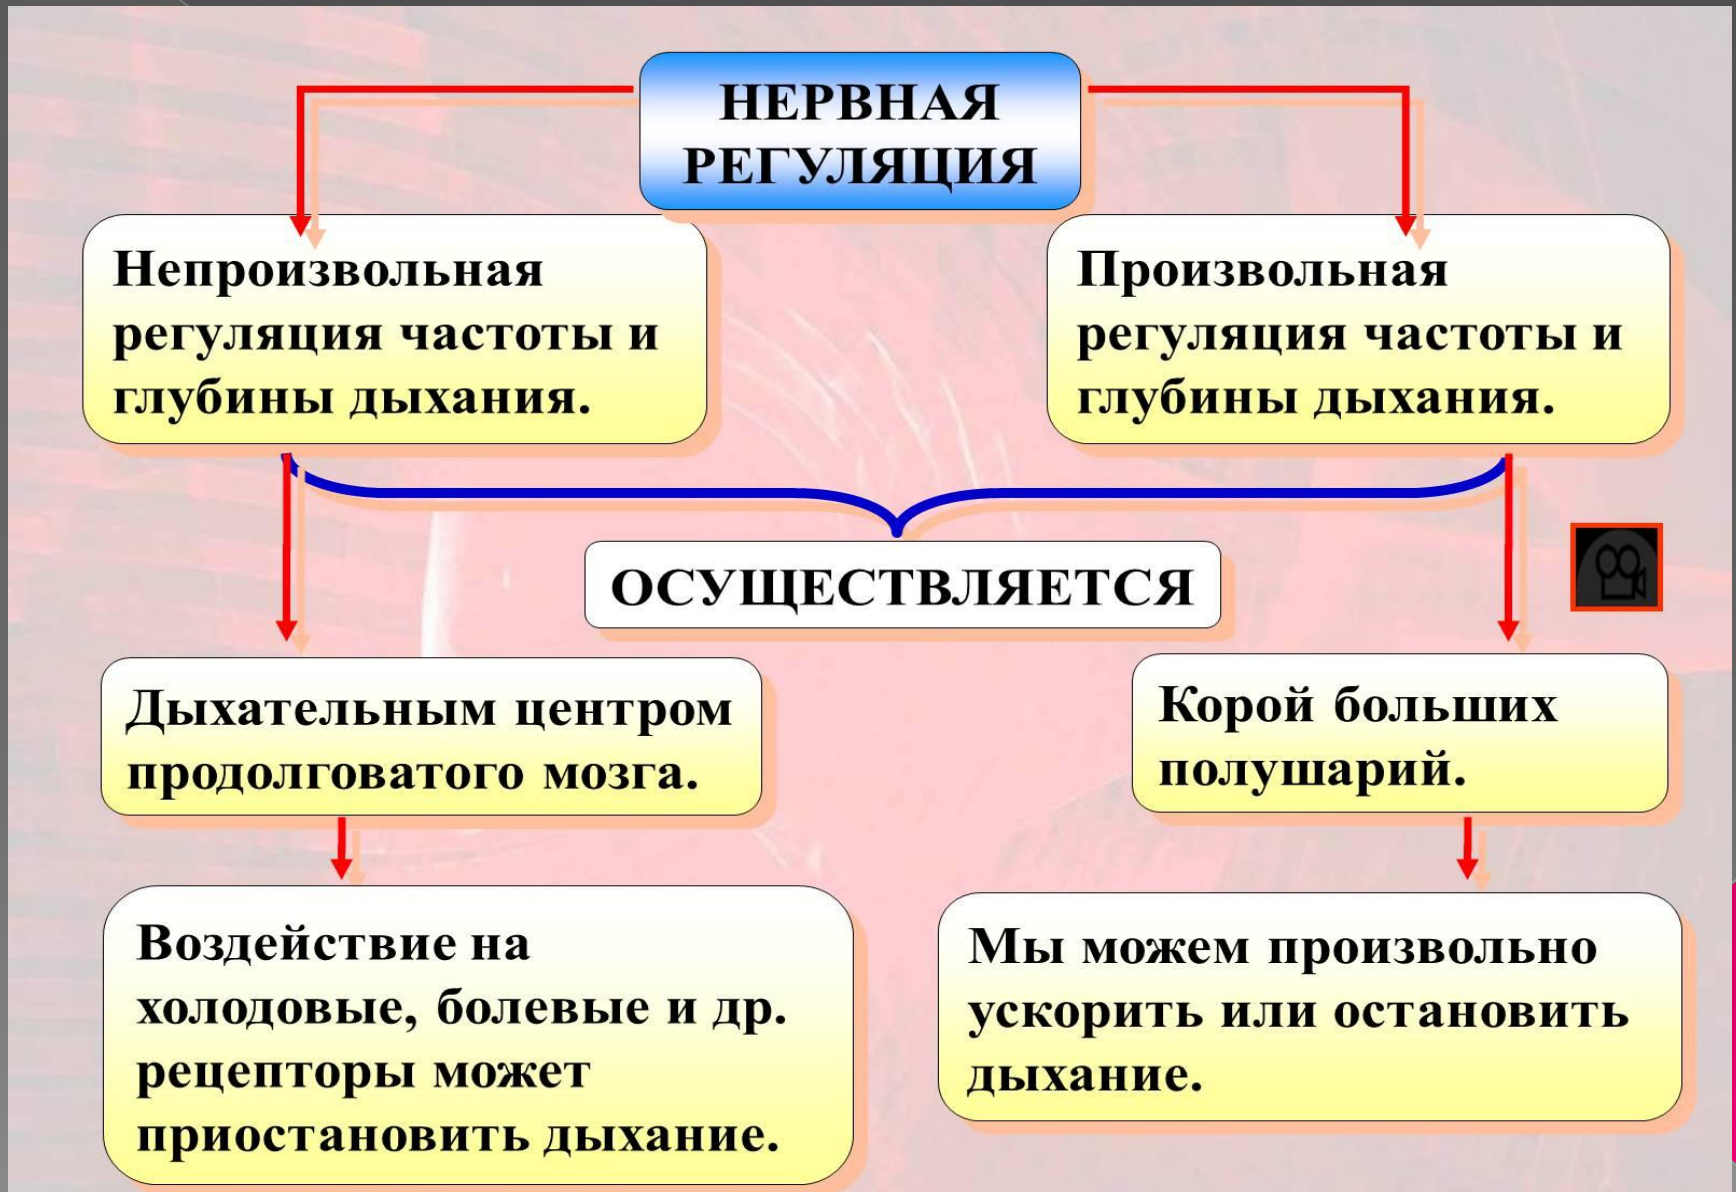 НЕРВНАЯ
РЕГУЛЯЦИЯ
Непроизвольная
регуляция частоты и
глубины дыхания.
Произвольная
регуляция частоты и
глубины дыхания.
ОСУЩЕСТВЛЯЕТСЯ
Дыхательным центром
продолговатого мозга.
Корой больших
полушарий.
Воздействие на
холодовые, болевые и др.
рецепторы может
приостановить дыхание.
Мы можем произвольно
ускорить или остановить
дыхание.